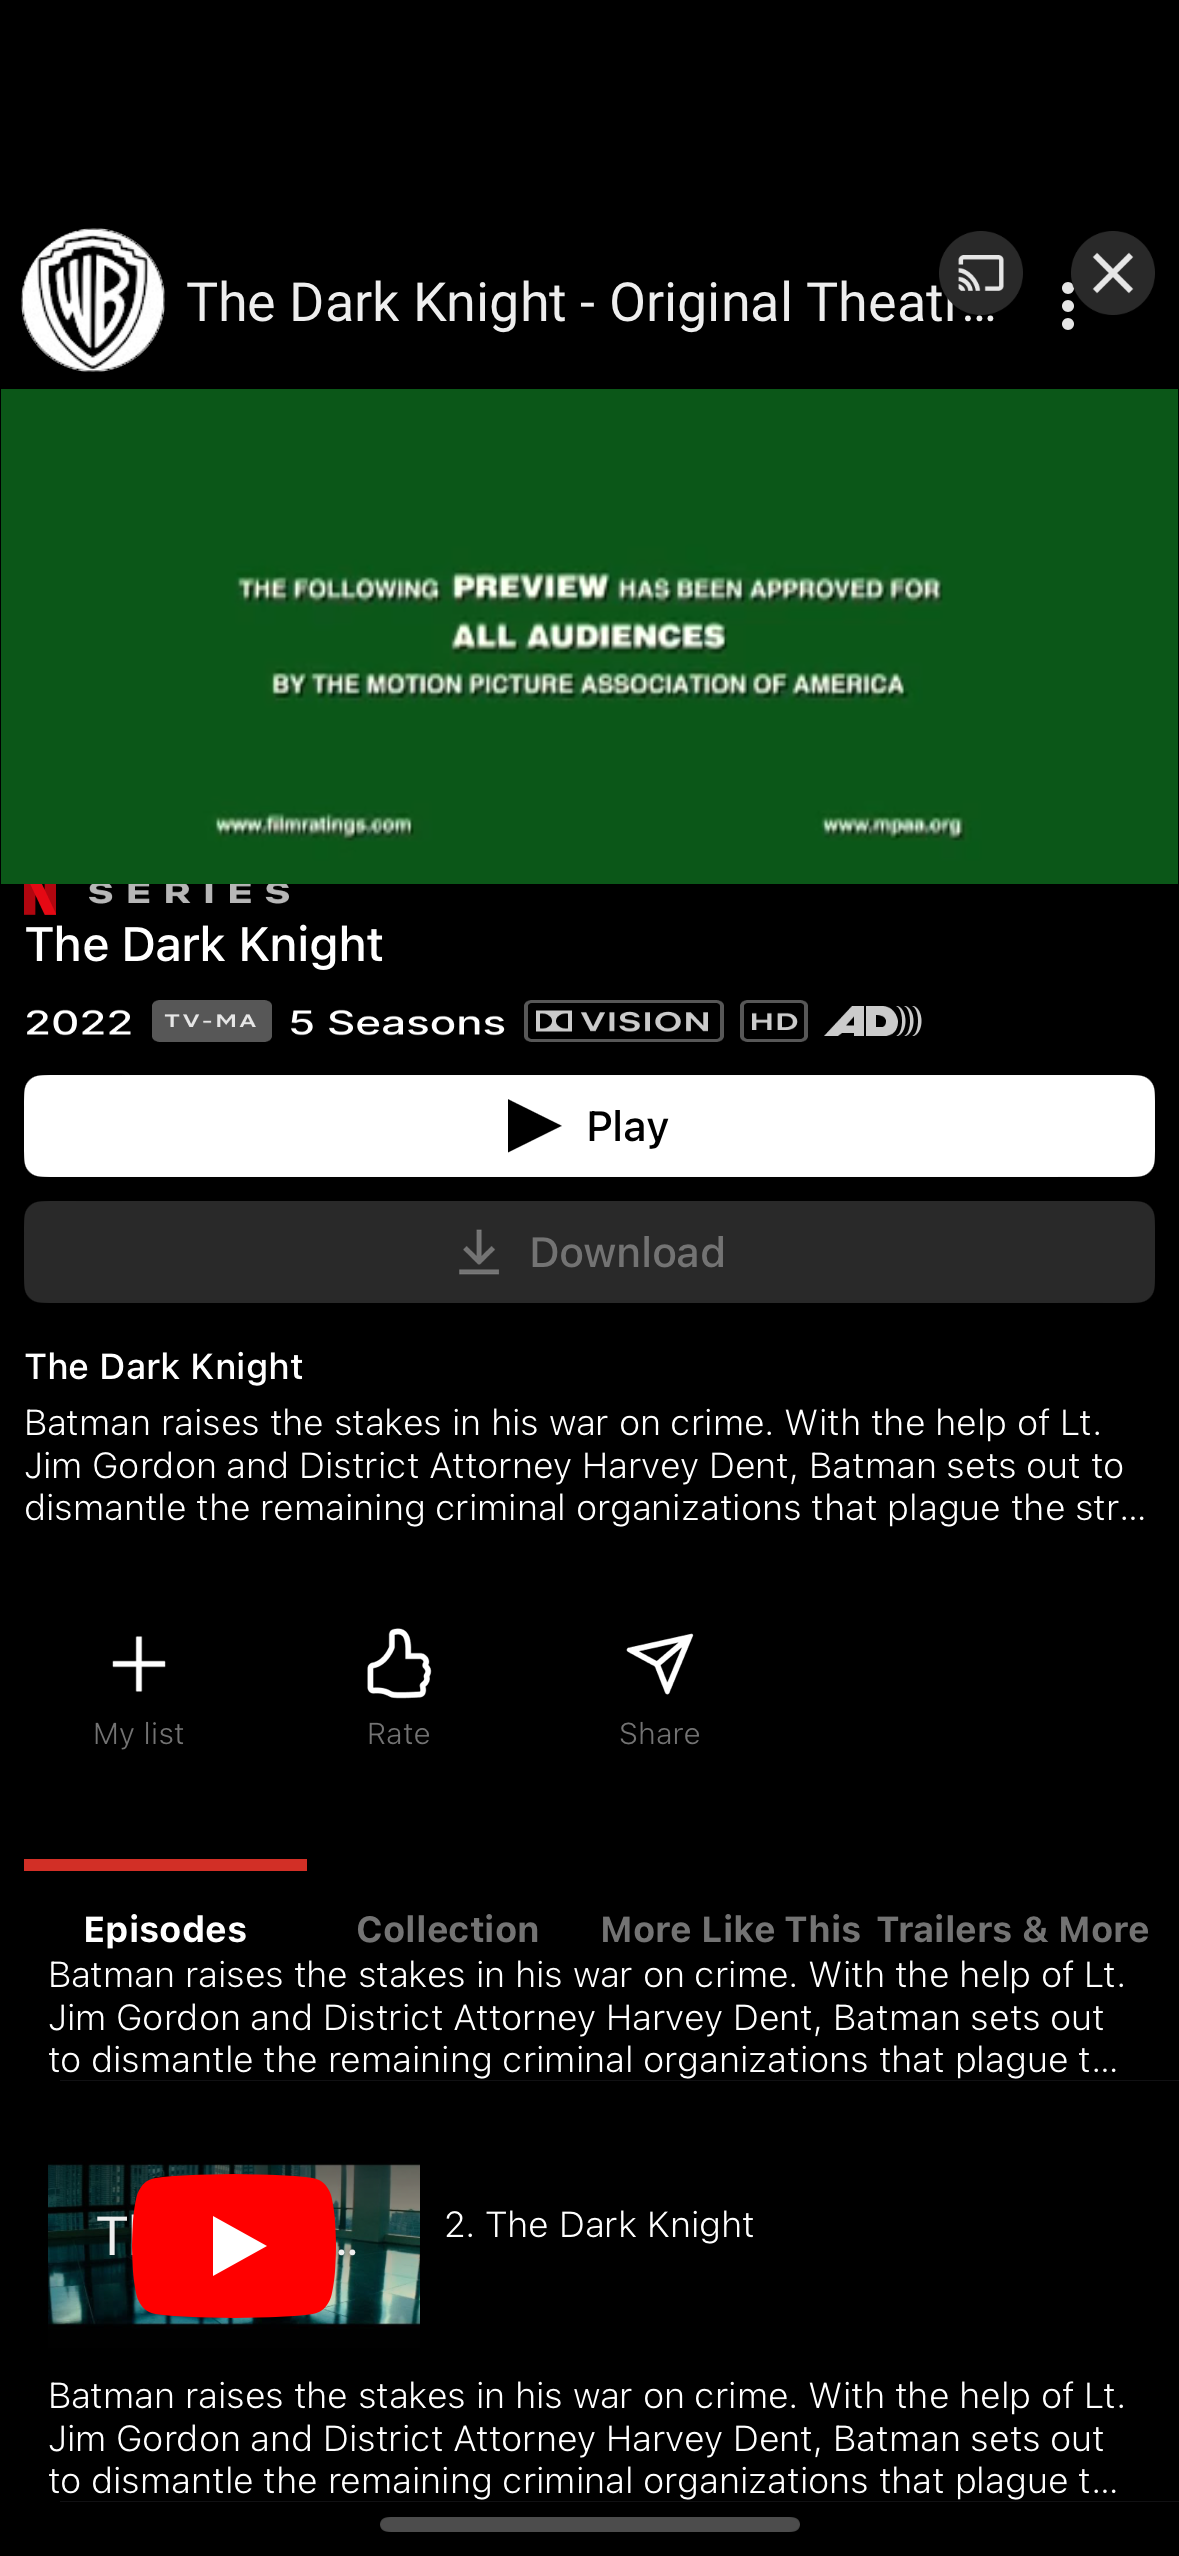 WB
The Dark Knight - Original Theatr...
THE FOLLOWING PREVIEW HAS BEEN APPROVED FOR
ALL AUDIENCES
BY THE MOTION PICTURE ASSOCIATION OF AMERICA
www.filmratings.com www.mpaa.org
N SERIES
The Dark Knight
2022 TV-MA 5 Seasons VISION HD AD)))
Play
Download
The Dark Knight
Batman raises the stakes in his war on crime. With the help of Lt.
Jim Gordon and District Attorney Harvey Dent, Batman sets out to
dismantle the remaining criminal organizations that plague the str...
My list Rate Share
Episodes Collection More Like This Trailers & More
Batman raises the stakes in his war on crime. With the help of Lt.
Jim Gordon and District Attorney Harvey Dent, Batman sets out
to dismantle the remaining criminal organizations that plague t...
2. The Dark Knight
Batman raises the stakes in his war on crime. With the help of Lt.
Jim Gordon and District Attorney Harvey Dent, Batman sets out
to dismantle the remaining criminal organizations that plague t...